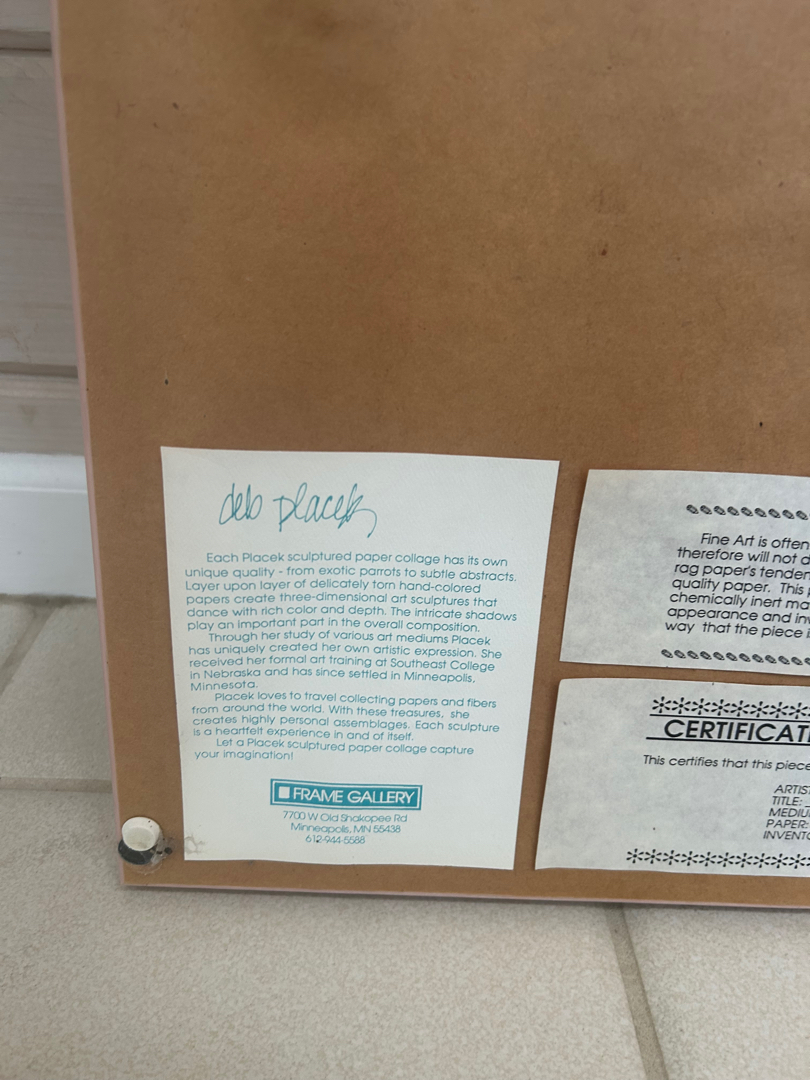 deb placek
Each Placek sculptured paper collage has its own
unique quality - from exotic parrots to subtle abstracts.
Layer upon layer of delicately torn hand-colored
papers create three-dimensional art sculptures that
dance with rich color and depth. The intricate shadows
play an important part in the overall composition.
Through her study of various art mediums Placek
has uniquely created her own artistic expression. She
received her formal art training at Southeast College
in Nebraska and has since settled in Minneapolis,
Minnesota.
Placek loves to travel collecting papers and fibers
from around the world. With these treasures, she
creates highly personal assemblages. Each sculpture
is a heartfelt experience in and of itself.
Let a Placek sculptured paper collage capture
your imagination!
FRAME GALLERY
7700 W Old Shakopee Rd
Minneapolis, MN 55438
612-944-5588
Fine Art is often
therefore will not d
rag paper's tenden
quality paper. This
chemically inert ma
appearance and inv
way that the piece i
CERTIFICAT
This certifies that this piece
ARTIST
TITLE:
MEDIU
PAPER:
INVENTO